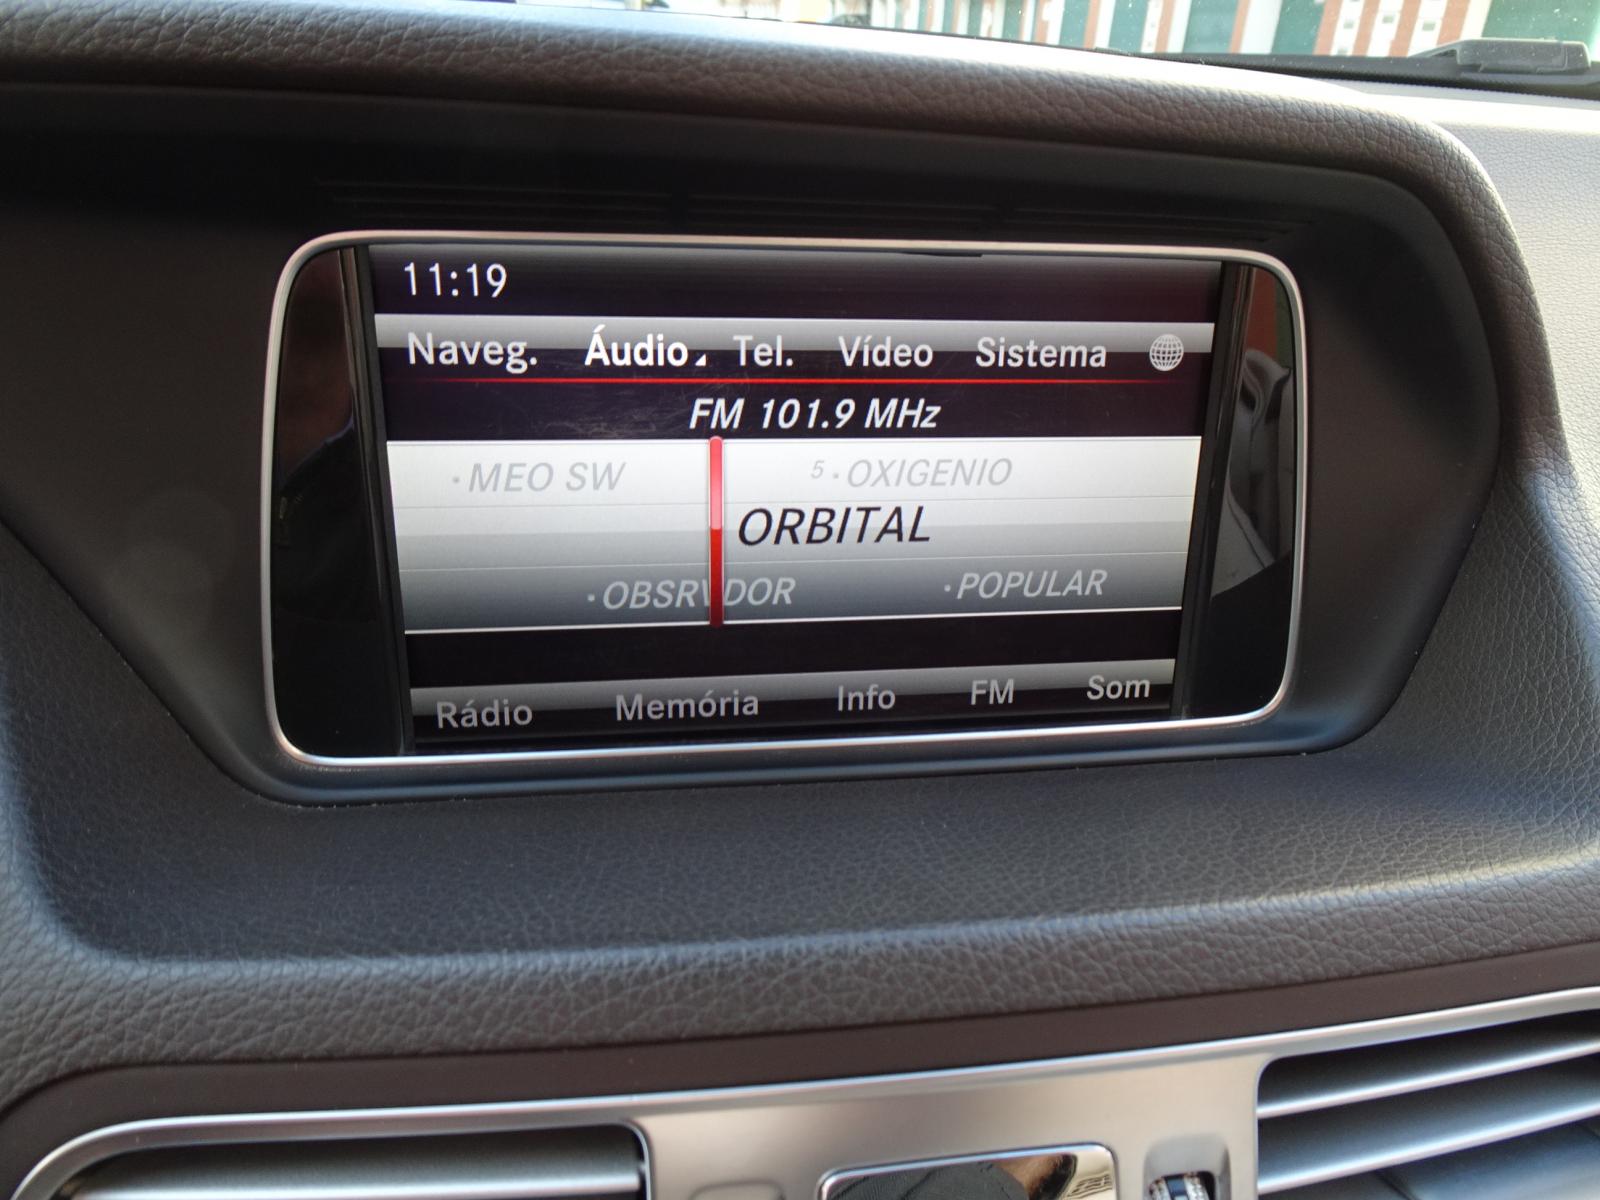 11:19
Naveg. Áudio Tel. Vídeo Sistema
FM 101.9 MHz
·MEO SW 5·OXIGENIO
ORBITAL
·OBSRVDOR ·POPULAR
Rádio Memória Info FM Som